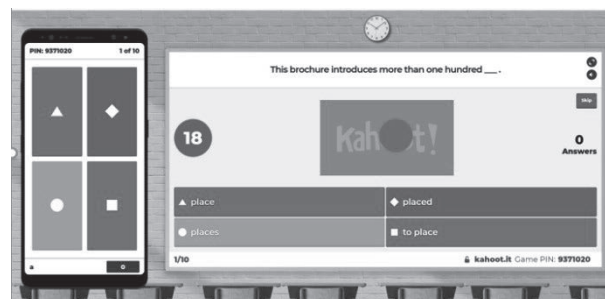 PIN: 9371020 1 of 10
This brochure introduces more than one hundred ___ .
Skip
18
Kahoot!
0
Answers
place
placed
places
to place
a 0
1/10 kahoot.it Game PIN: 9371020